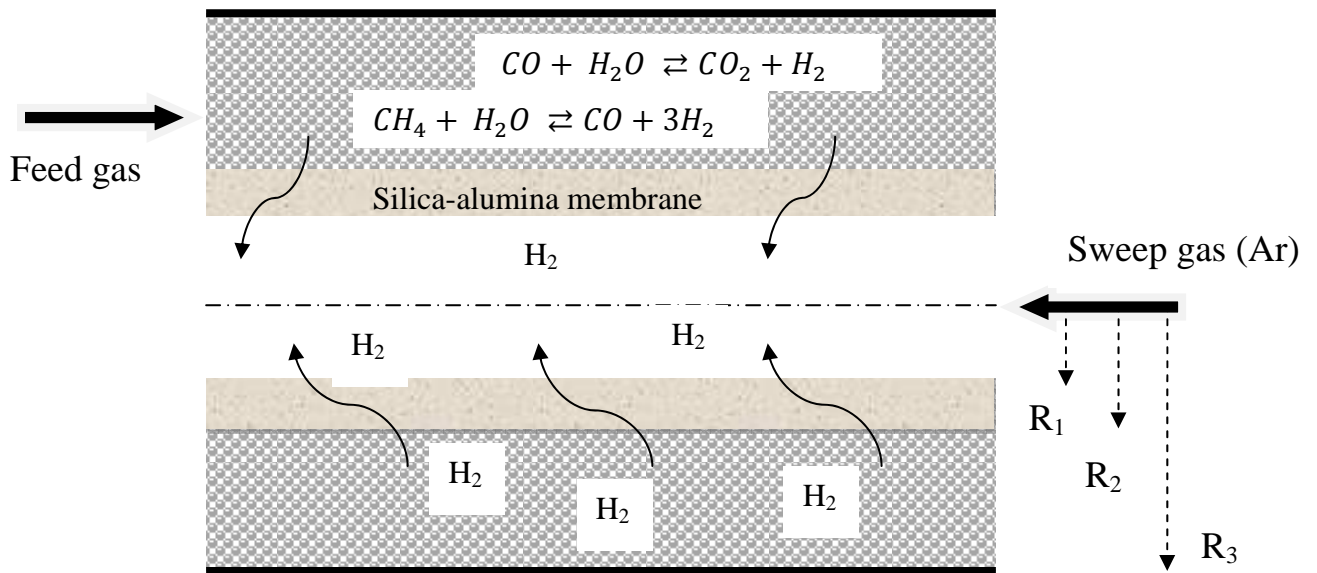 CO + H₂O ⇄ CO₂ + H₂
CH₄ + H₂O ⇄ CO + 3H₂
Feed gas
Silica-alumina membrane
H₂
Sweep gas (Ar)
H₂
H₂
R₁
H₂
H₂
H₂
R₂
R₃